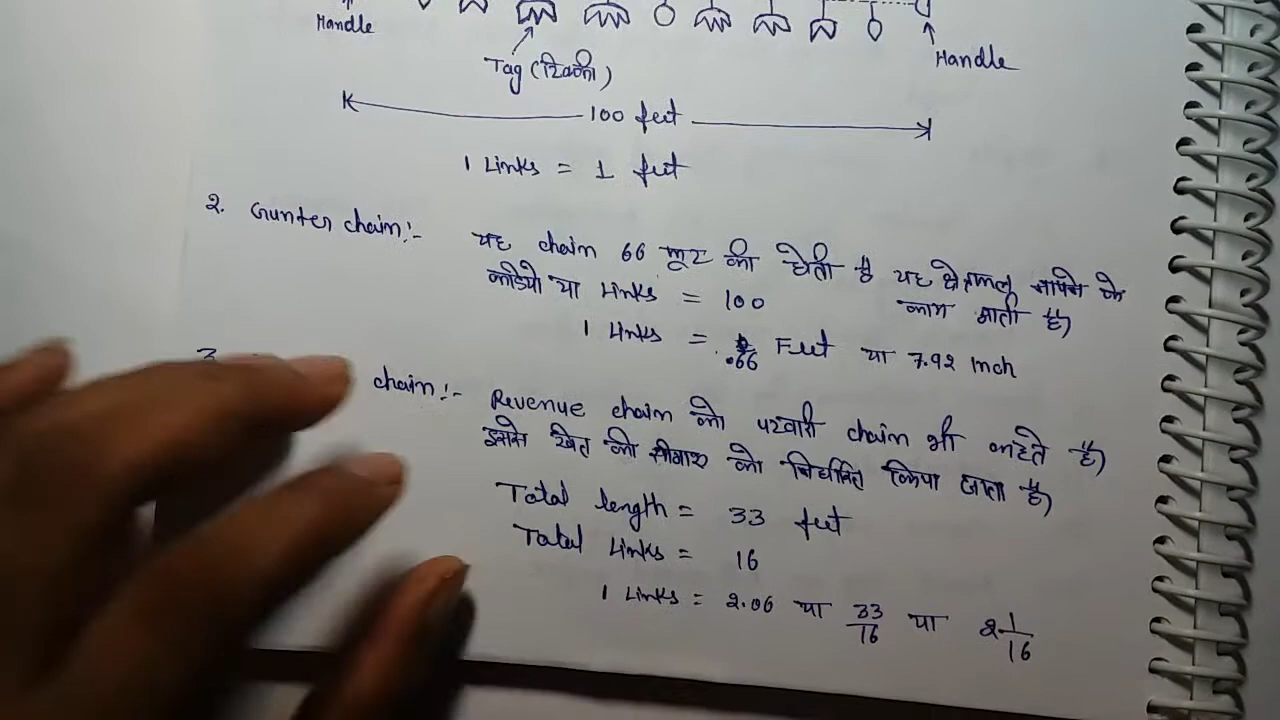 Handle
Handle
Tag (टिक्की)
100 feet
1 Links = 1 feet
2. Gunter chain:-
यह chain 66 फूट की होती है यह क्षेत्रफल नापने के
काम आती है)
कडियो या Links = 100
1 Links = .66 Feet या 7.92 Inch
3.
chain:-
Revenue chain को पटवारी chain भी कहते है)
इससे खेत की सीमाओ को निर्धारित किया जाता है)
Total length = 33 feet
Total Links = 16
1 Links = 2.06 या 33/16 या 2 1/16